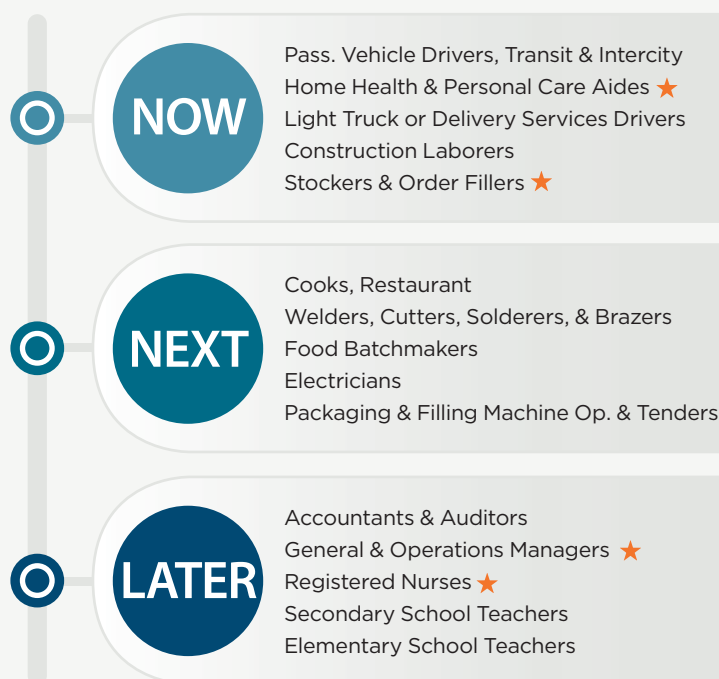 NOW
Pass. Vehicle Drivers, Transit & Intercity
Home Health & Personal Care Aides
Light Truck or Delivery Services Drivers
Construction Laborers
Stockers & Order Fillers
NEXT
Cooks, Restaurant
Welders, Cutters, Solderers, & Brazers
Food Batchmakers
Electricians
Packaging & Filling Machine Op. & Tenders
LATER
Accountants & Auditors
General & Operations Managers
Registered Nurses
Secondary School Teachers
Elementary School Teachers